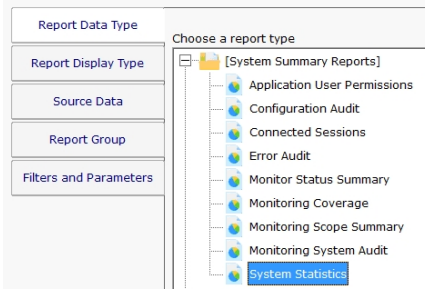 Report Data Type
Report Display Type
Source Data
Report Group
Filters and Parameters
Choose a report type
[System Summary Reports]
Application User Permissions
Configuration Audit
Connected Sessions
Error Audit
Monitor Status Summary
Monitoring Coverage
Monitoring Scope Summary
Monitoring System Audit
System Statistics